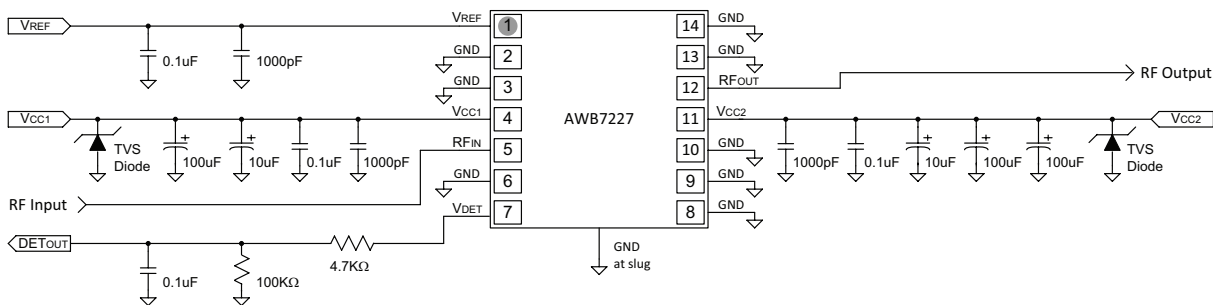 VREF
VREF
1
14
GND
0.1uF
1000pF
GND
2
13
GND
GND
3
12
RFOUT
RF Output
VCC1
VCC1
4
AWB7227
11
VCC2
VCC2
TVS
Diode
100uF
10uF
0.1uF
1000pF
RFIN
5
10
GND
1000pF
0.1uF
10uF
100uF
100uF
TVS
Diode
GND
6
9
GND
RF Input
VDET
7
8
GND
DETOUT
0.1uF
100KΩ
4.7KΩ
GND
at slug